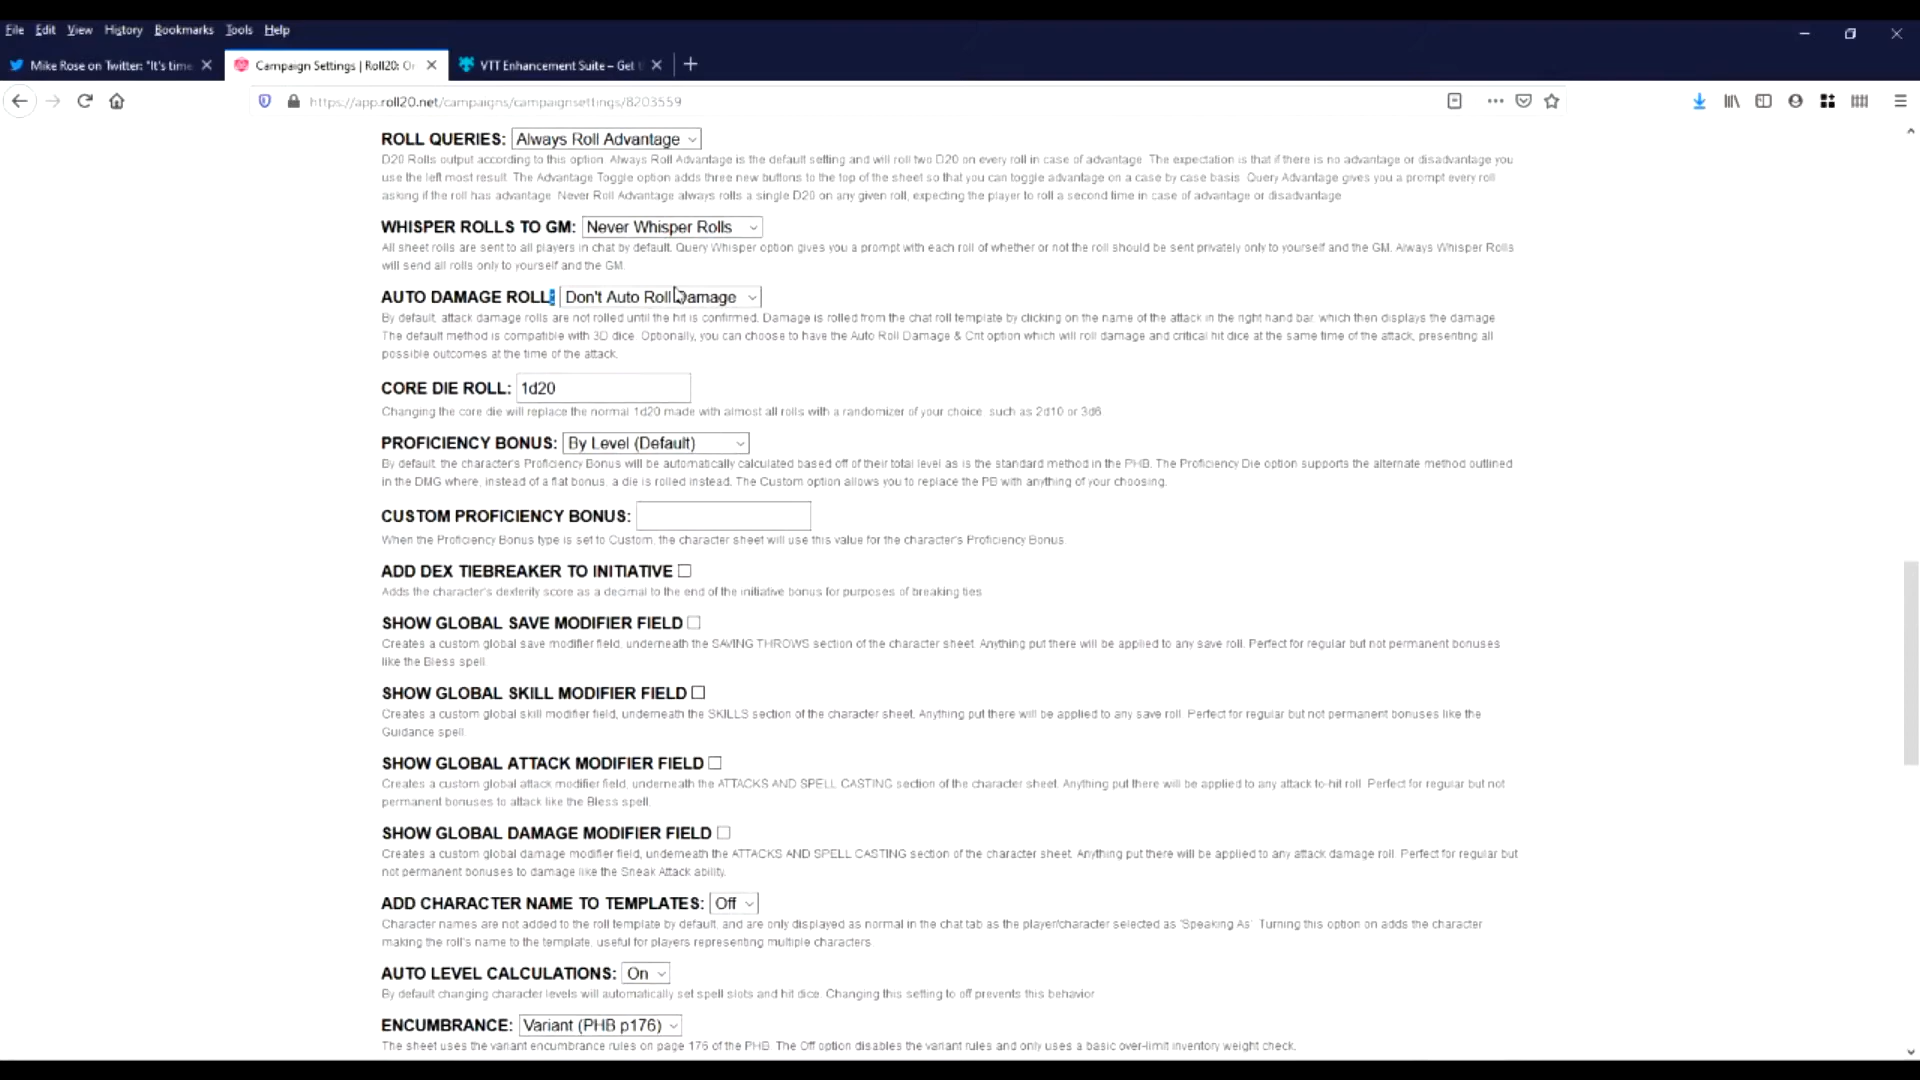 File Edit View History Bookmarks Tools Help
Mike Rose on Twitter: "It's time
Campaign Settings | Roll20: Or
VTT Enhancement Suite – Get
https://app.roll20.net/campaigns/campaignsettings/8203559
ROLL QUERIES: Always Roll Advantage
D20 Rolls output according to this option. Always Roll Advantage is the default setting and will roll two D20 on every roll in case of advantage. The expectation is that if there is no advantage or disadvantage you
use the left most result. The Advantage Toggle option adds three new buttons to the top of the sheet so that you can toggle advantage on a case by case basis. Query Advantage gives you a prompt every roll
asking if the roll has advantage. Never Roll Advantage always rolls a single D20 on any given roll, expecting the player to roll a second time in case of advantage or disadvantage
WHISPER ROLLS TO GM: Never Whisper Rolls
All sheet rolls are sent to all players in chat by default. Query Whisper option gives you a prompt with each roll of whether or not the roll should be sent privately only to yourself and the GM. Always Whisper Rolls
will send all rolls only to yourself and the GM.
AUTO DAMAGE ROLL: Don't Auto Roll Damage
By default, attack damage rolls are not rolled until the hit is confirmed. Damage is rolled from the chat roll template by clicking on the name of the attack in the right hand bar, which then displays the damage
The default method is compatible with 3D dice. Optionally, you can choose to have the Auto Roll Damage & Crit option which will roll damage and critical hit dice at the same time of the attack, presenting all
possible outcomes at the time of the attack.
CORE DIE ROLL: 1d20
Changing the core die will replace the normal 1d20 made with almost all rolls with a randomizer of your choice, such as 2d10 or 3d6
PROFICIENCY BONUS: By Level (Default)
By default, the character's Proficiency Bonus will be automatically calculated based off of their total level as is the standard method in the PHB. The Proficiency Die option supports the alternate method outlined
in the DMG where, instead of a flat bonus, a die is rolled instead. The Custom option allows you to replace the PB with anything of your choosing.
CUSTOM PROFICIENCY BONUS:
When the Proficiency Bonus type is set to Custom, the character sheet will use this value for the character's Proficiency Bonus.
ADD DEX TIEBREAKER TO INITIATIVE
Adds the character's dexterity score as a decimal to the end of the initiative bonus for purposes of breaking ties
SHOW GLOBAL SAVE MODIFIER FIELD
Creates a custom global save modifier field, underneath the SAVING THROWS section of the character sheet. Anything put there will be applied to any save roll. Perfect for regular but not permanent bonuses
like the Bless spell
SHOW GLOBAL SKILL MODIFIER FIELD
Creates a custom global skill modifier field, underneath the SKILLS section of the character sheet. Anything put there will be applied to any save roll. Perfect for regular but not permanent bonuses like the
Guidance spell.
SHOW GLOBAL ATTACK MODIFIER FIELD
Creates a custom global attack modifier field, underneath the ATTACKS AND SPELL CASTING section of the character sheet. Anything put there will be applied to any attack to-hit roll. Perfect for regular but not
permanent bonuses to attack like the Bless spell.
SHOW GLOBAL DAMAGE MODIFIER FIELD
Creates a custom global damage modifier field, underneath the ATTACKS AND SPELL CASTING section of the character sheet. Anything put there will be applied to any attack damage roll. Perfect for regular but
not permanent bonuses to damage like the Sneak Attack ability.
ADD CHARACTER NAME TO TEMPLATES: Off
Character names are not added to the roll template by default, and are only displayed as normal in the chat tab as the player/character selected as 'Speaking As'. Turning this option on adds the character
making the roll's name to the template, useful for players representing multiple characters
AUTO LEVEL CALCULATIONS: On
By default changing character levels will automatically set spell slots and hit dice. Changing this setting to off prevents this behavior
ENCUMBRANCE: Variant (PHB p176)
The sheet uses the variant encumbrance rules on page 176 of the PHB. The Off option disables the variant rules and only uses a basic over-limit inventory weight check.